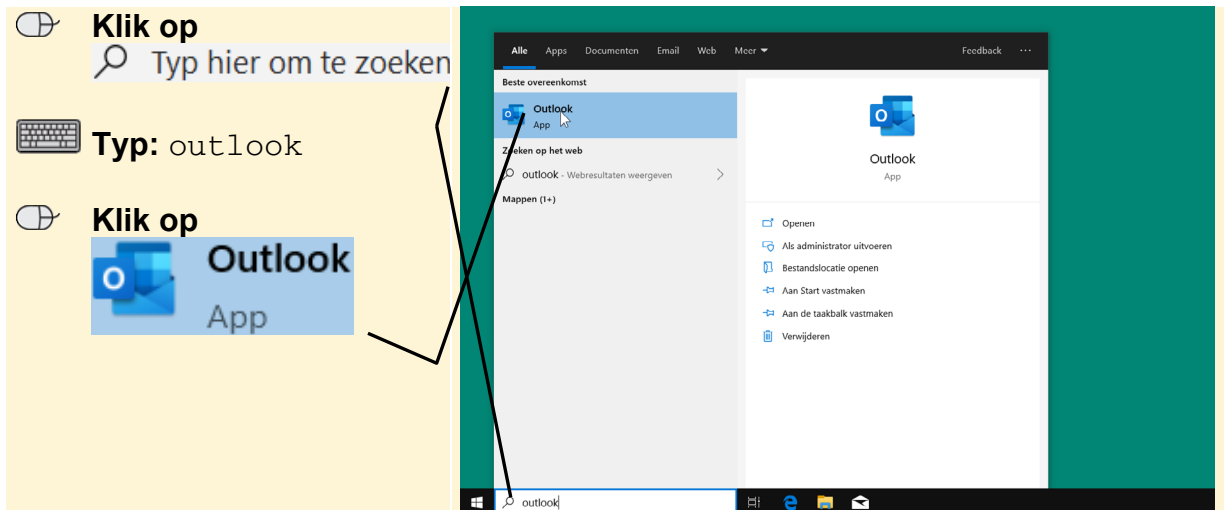 Klik op
Typ hier om te zoeken
Typ: outlook
Klik op
Outlook
App
Alle Apps Documenten Email Web Meer Feedback ...
Beste overeenkomst
Outlook
App
Zoeken op het web
outlook - Webresultaten weergeven
Mappen (1+)
Outlook
App
Openen
Als administrator uitvoeren
Bestandslocatie openen
Aan Start vastmaken
Aan de taakbalk vastmaken
Verwijderen
outlook